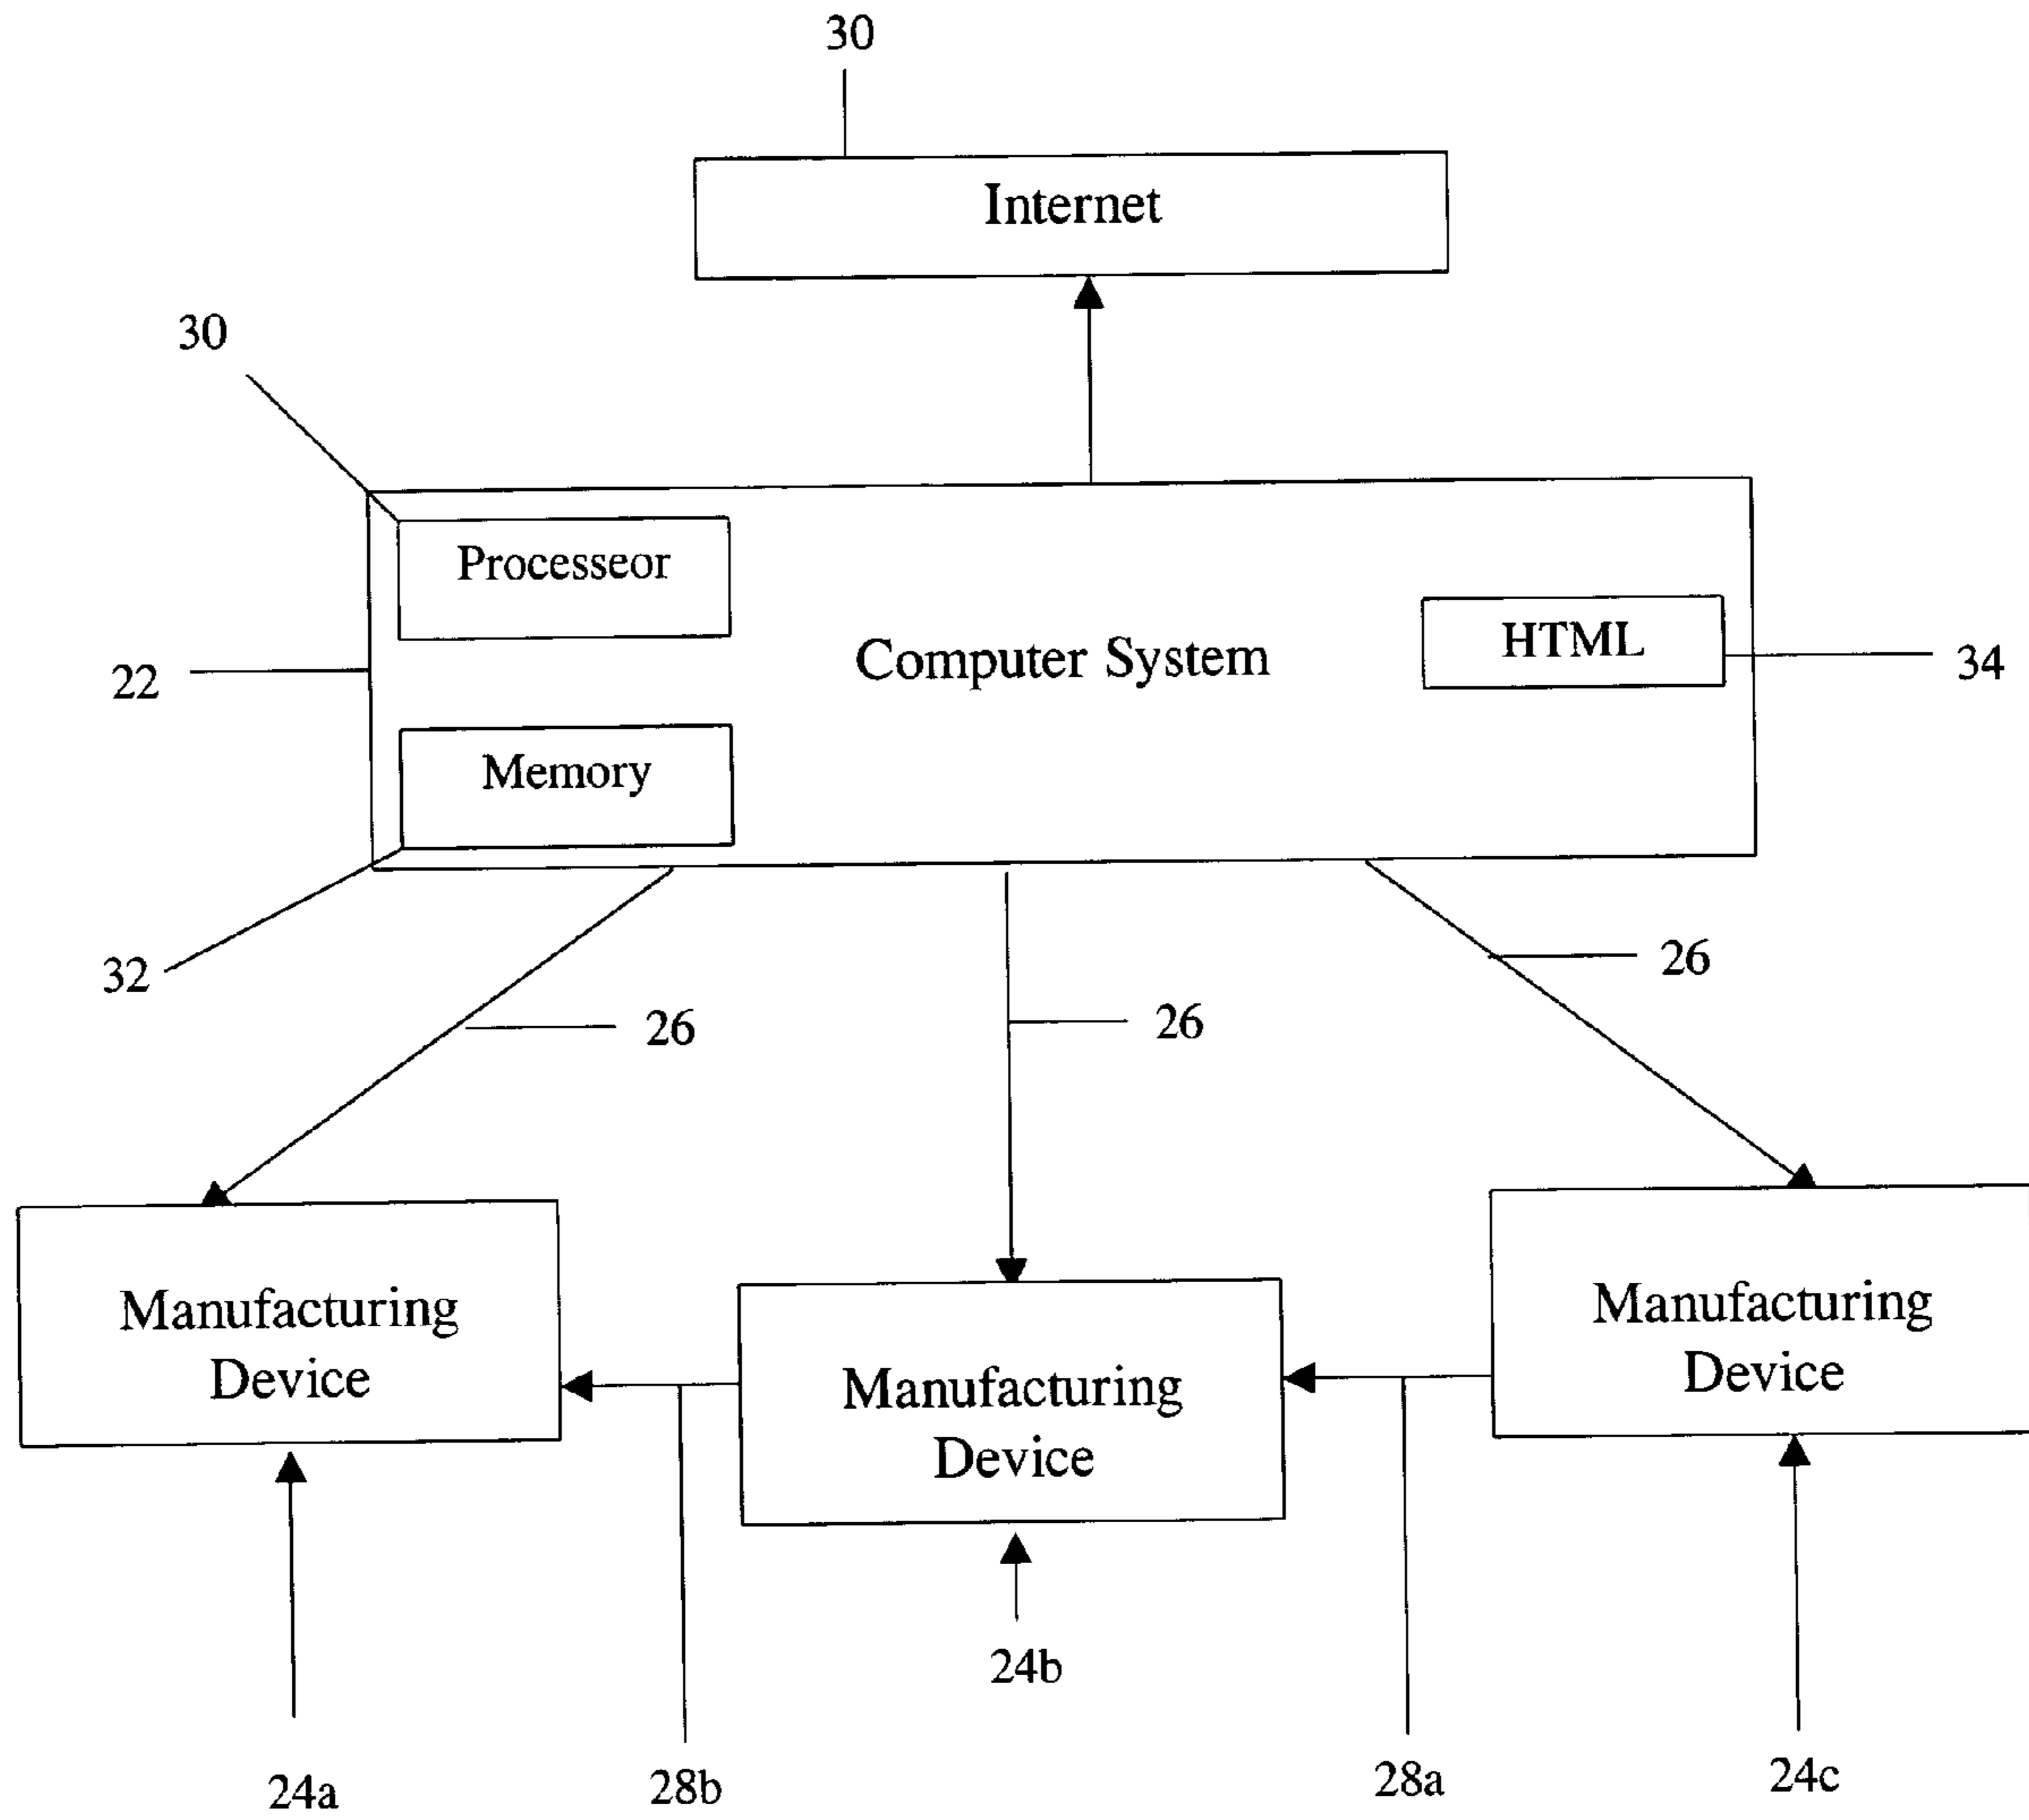 30
Internet
30
Processeor
HTML
22
Computer System
34
Memory
32
26
26
26
Manufacturing
Device
Manufacturing
Device
Manufacturing
Device
24b
24a
28b
28a
24c